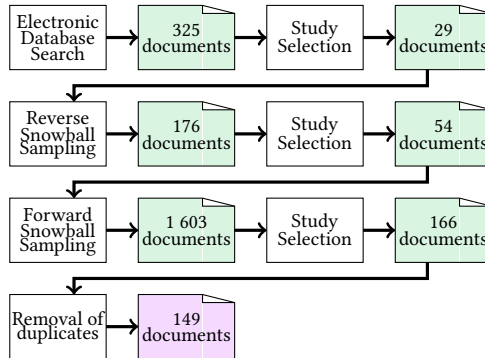 Electronic
Database
Search
325
documents
Study
Selection
29
documents
Reverse
Snowball
Sampling
176
documents
Study
Selection
54
documents
Forward
Snowball
Sampling
1 603
documents
Study
Selection
166
documents
Removal of
duplicates
149
documents